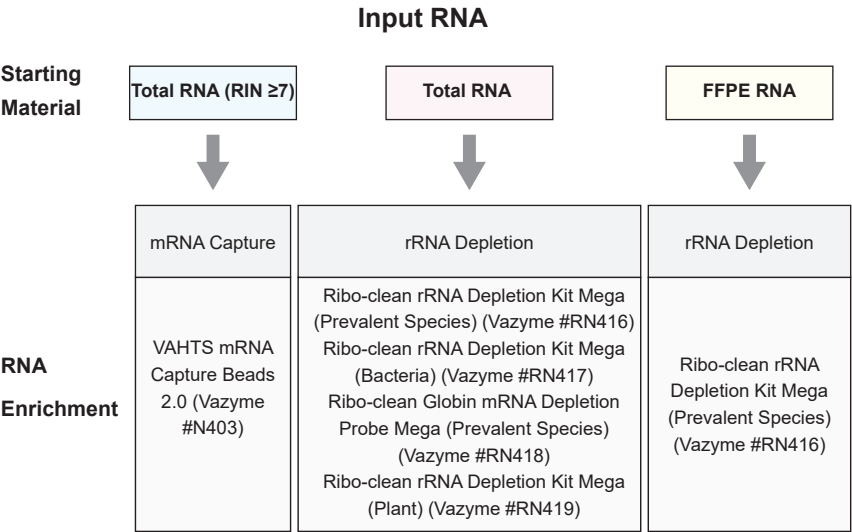 Input RNA
Starting
Material
Total RNA (RIN ≥7)
Total RNA
FFPE RNA
mRNA Capture
rRNA Depletion
rRNA Depletion
RNA
Enrichment
VAHTS mRNA
Capture Beads
2.0 (Vazyme
#N403)
Ribo-clean rRNA Depletion Kit Mega
(Prevalent Species) (Vazyme #RN416)
Ribo-clean rRNA Depletion Kit Mega
(Bacteria) (Vazyme #RN417)
Ribo-clean Globin mRNA Depletion
Probe Mega (Prevalent Species)
(Vazyme #RN418)
Ribo-clean rRNA Depletion Kit Mega
(Plant) (Vazyme #RN419)
Ribo-clean rRNA
Depletion Kit Mega
(Prevalent Species)
(Vazyme #RN416)